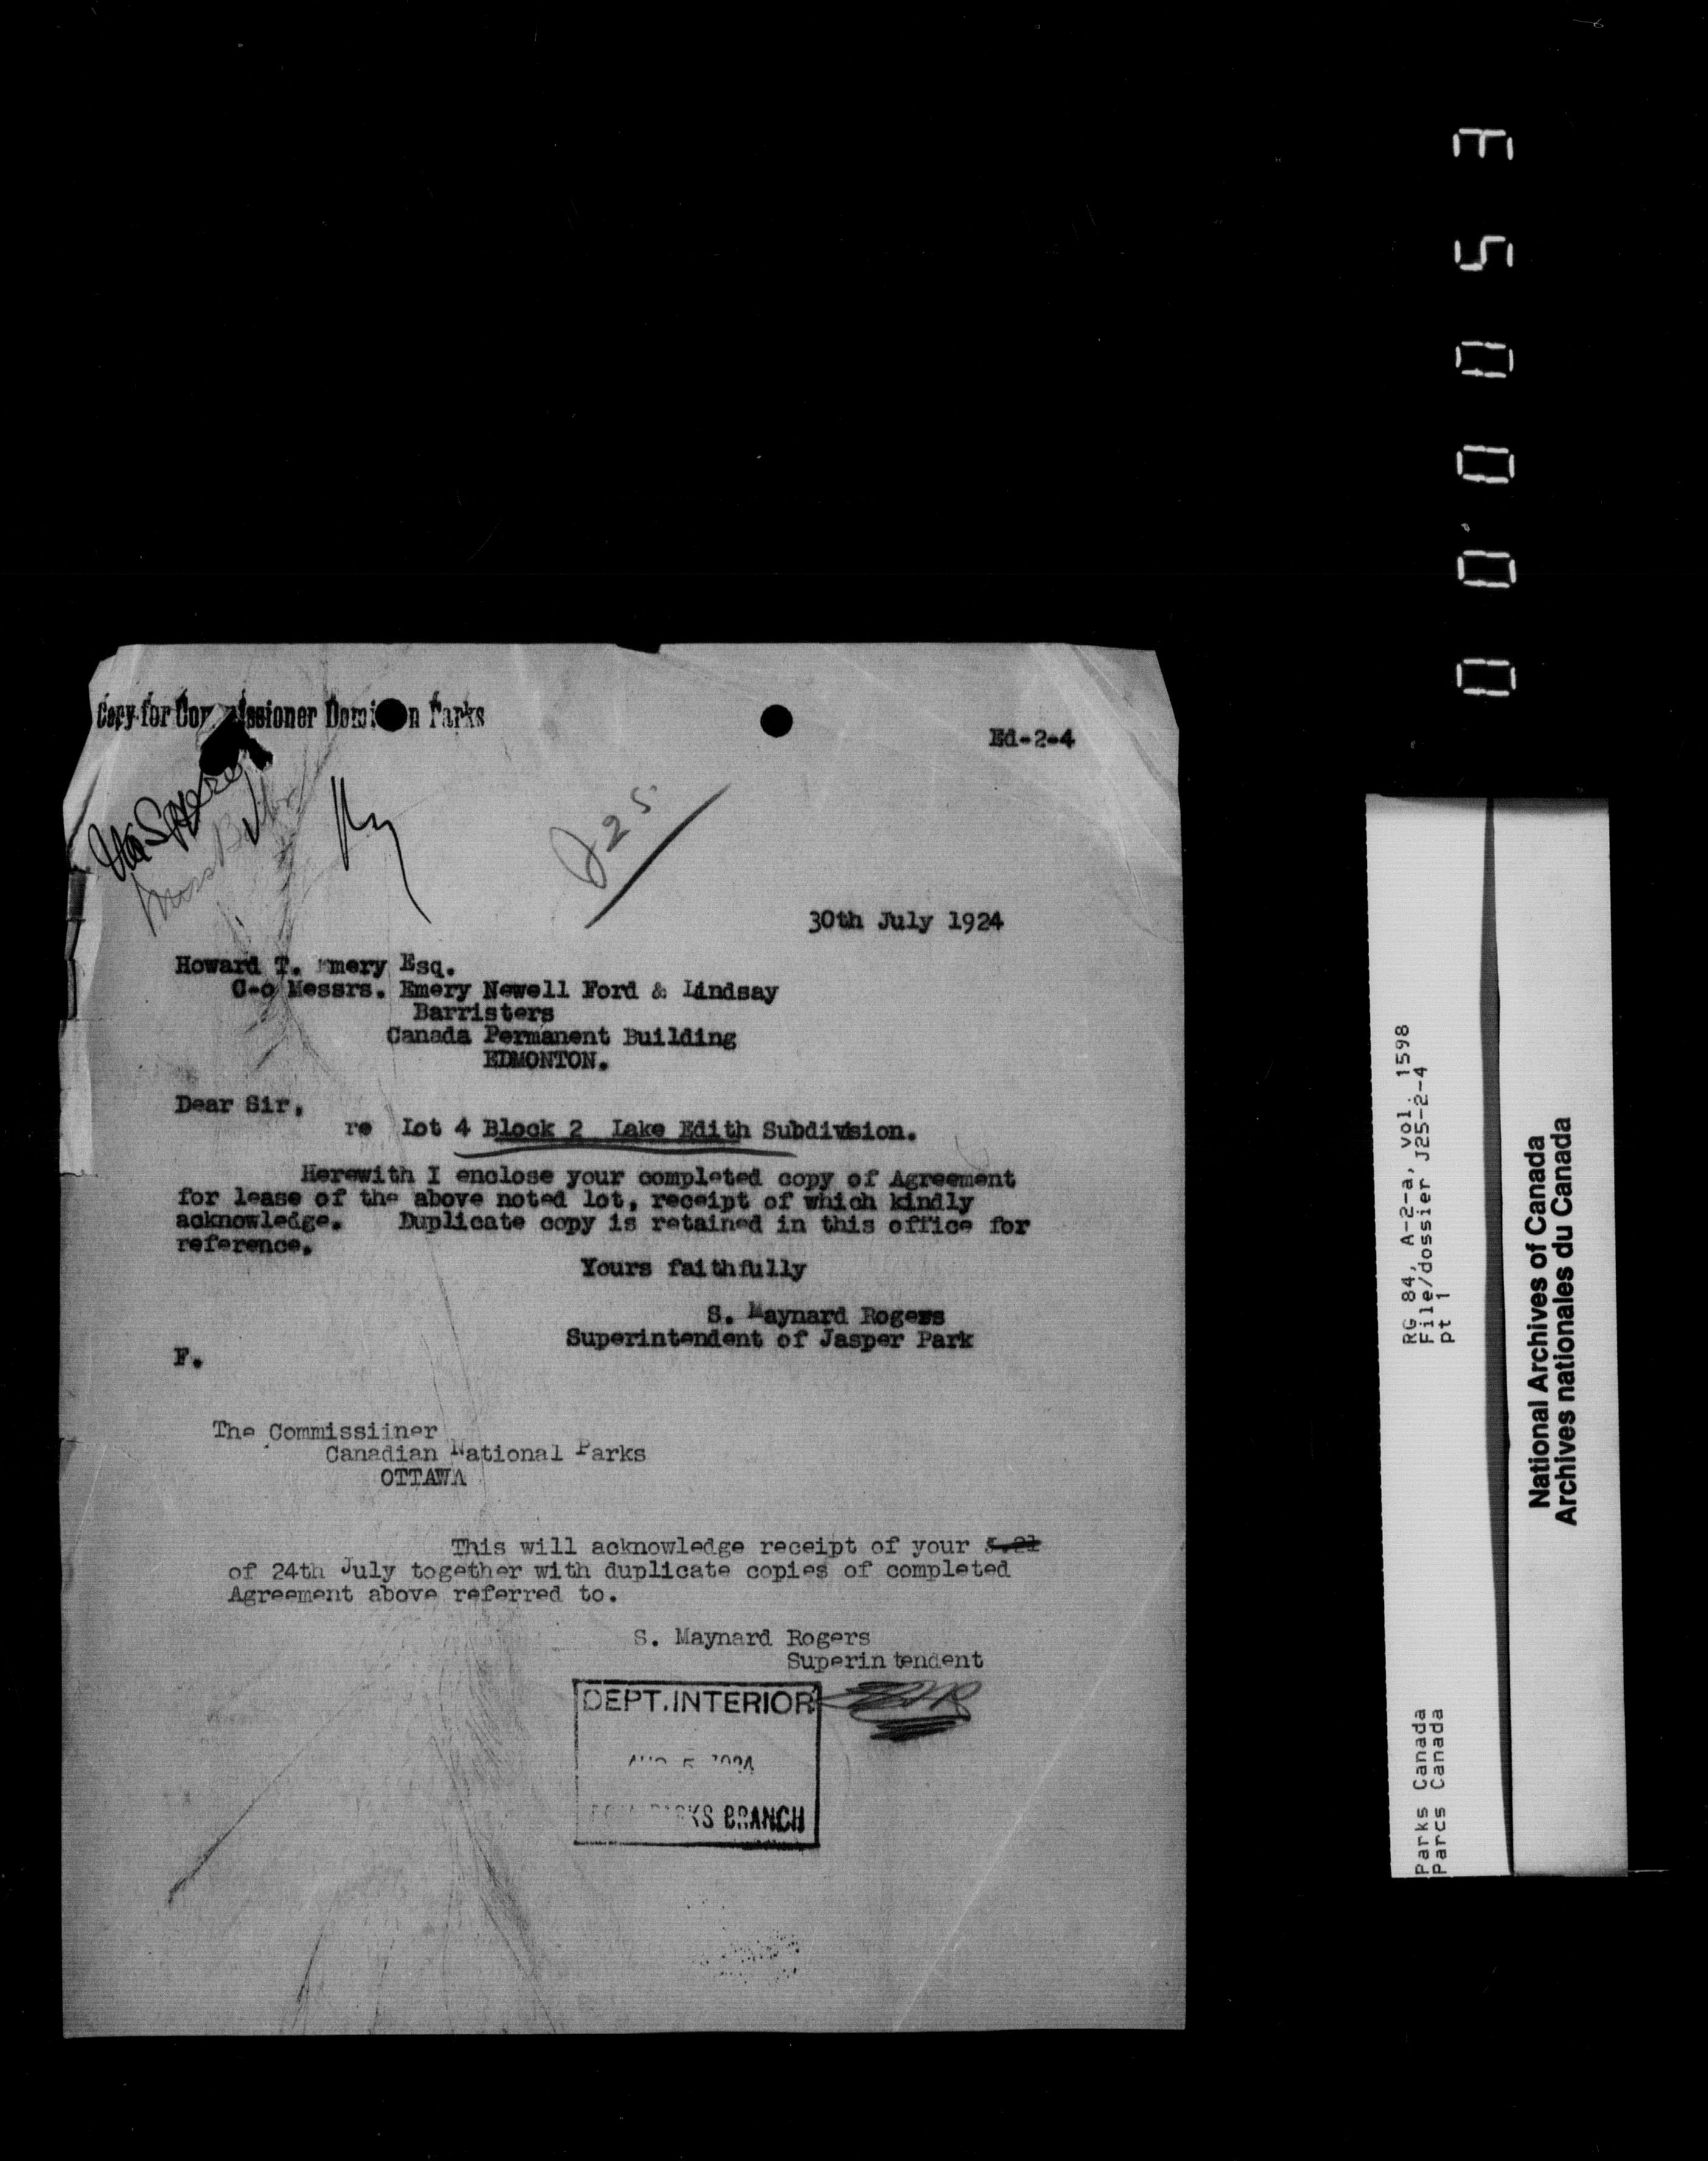 Copy for Commissioner Dominion Parks
Ed-2-4
J25
30th July 1924
Howard T. Emery Esq.
C-o Messrs. Emery Newell Ford & Lindsay
Barristers
Canada Permanent Building
EDMONTON.
Dear Sir,
re Lot 4 Block 2 Lake Edith Subdivision.
Herewith I enclose your completed copy of Agreement
for lease of the above noted lot, receipt of which kindly
acknowledge. Duplicate copy is retained in this office for
reference.
Yours faithfully
S. Maynard Rogers
Superintendent of Jasper Park
F.
The Commissiiner
Canadian National Parks
OTTAWA
This will acknowledge receipt of your
of 24th July together with duplicate copies of completed
Agreement above referred to.
S. Maynard Rogers
Superintendent
DEPT. INTERIOR
AUG 5 1924
PARKS BRANCH
RG 84, A-2-a, vol. 1598
File/dossier J25-2-4
pt 1
Parks Canada
Parcs Canada
National Archives of Canada
Archives nationales du Canada